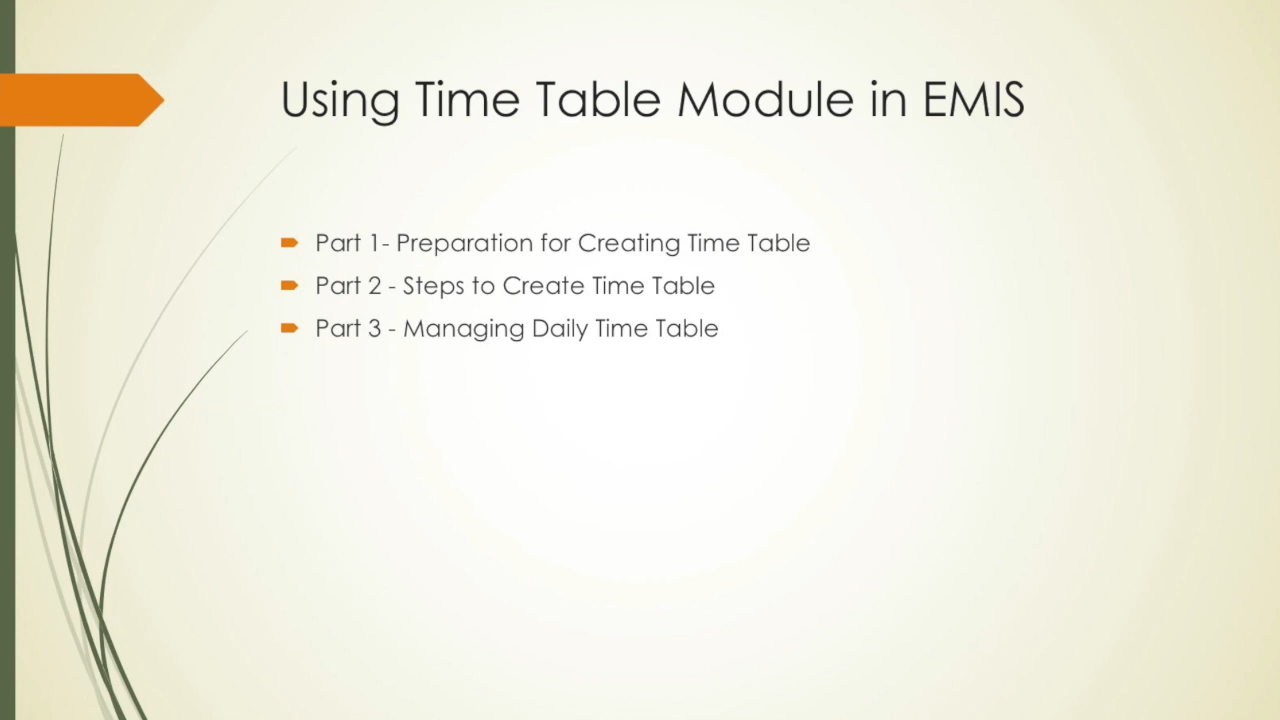 Using Time Table Module in EMIS
Part 1- Preparation for Creating Time Table
Part 2 - Steps to Create Time Table
Part 3 - Managing Daily Time Table